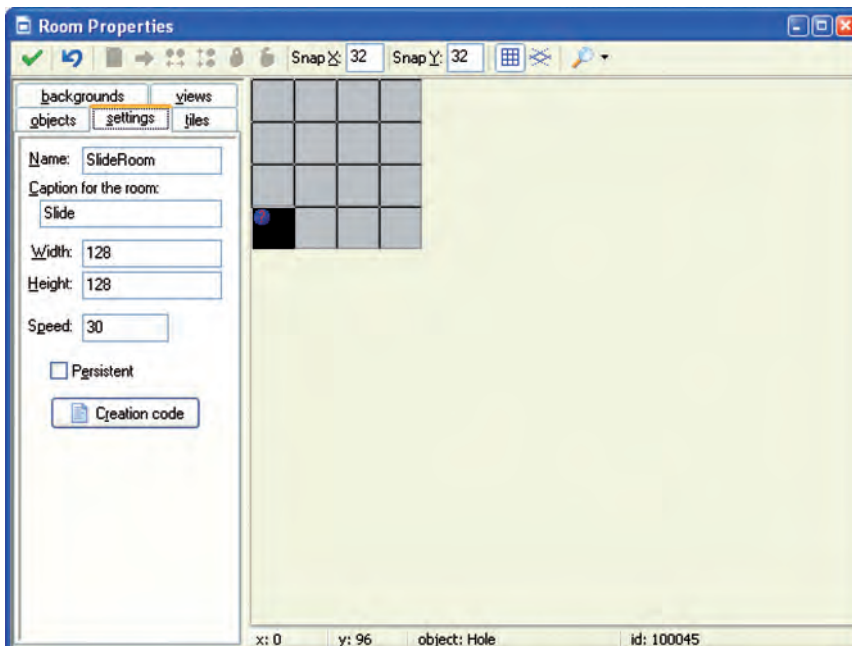 Room Properties
Snap X: 32 Snap Y: 32
backgrounds views
objects settings tiles
Name: SlideRoom
Caption for the room:
Slide
Width: 128
Height: 128
Speed: 30
Persistent
Creation code
?
x: 0 y: 96 object: Hole id: 100045